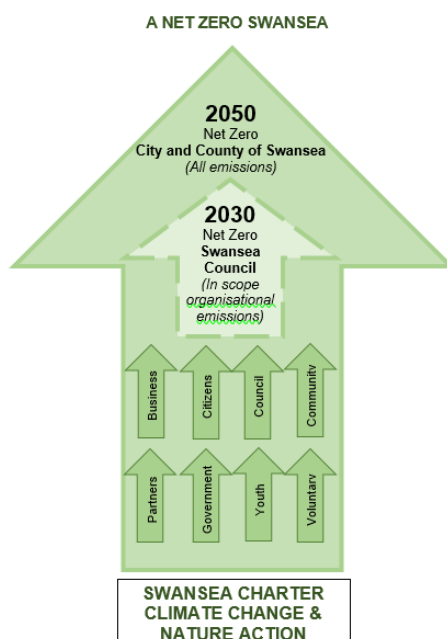 A NET ZERO SWANSEA
2050
Net Zero
City and County of Swansea
(All emissions)
2030
Net Zero
Swansea
Council
(In scope
organisational
emissions)
Business
Citizens
Council
Community
Partners
Government
Youth
Voluntary
SWANSEA CHARTER
CLIMATE CHANGE &
NATURE ACTION